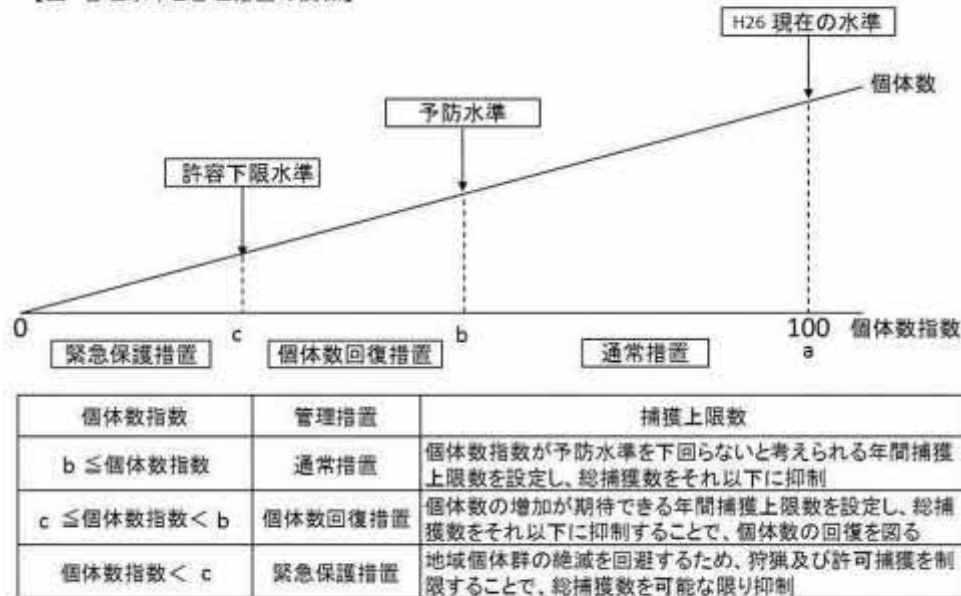 H26 現在の水準
個体数
予防水準
許容下限水準
0 c b 100 個体数指数
a
緊急保護措置 個体数回復措置 通常措置
個体数指数 管理措置 捕獲上限数
b ≦個体数指数 通常措置 個体数指数が予防水準を下回らないと考えられる年間捕獲
上限数を設定し、総捕獲数をそれ以下に抑制
c ≦個体数指数< b 個体数回復措置 個体数の増加が期待できる年間捕獲上限数を設定し、総捕
獲数をそれ以下に抑制することで、個体数の回復を図る
個体数指数< c 緊急保護措置 地域個体群の絶滅を回避するため、狩猟及び許可捕獲を制
限することで、総捕獲数を可能な限り抑制